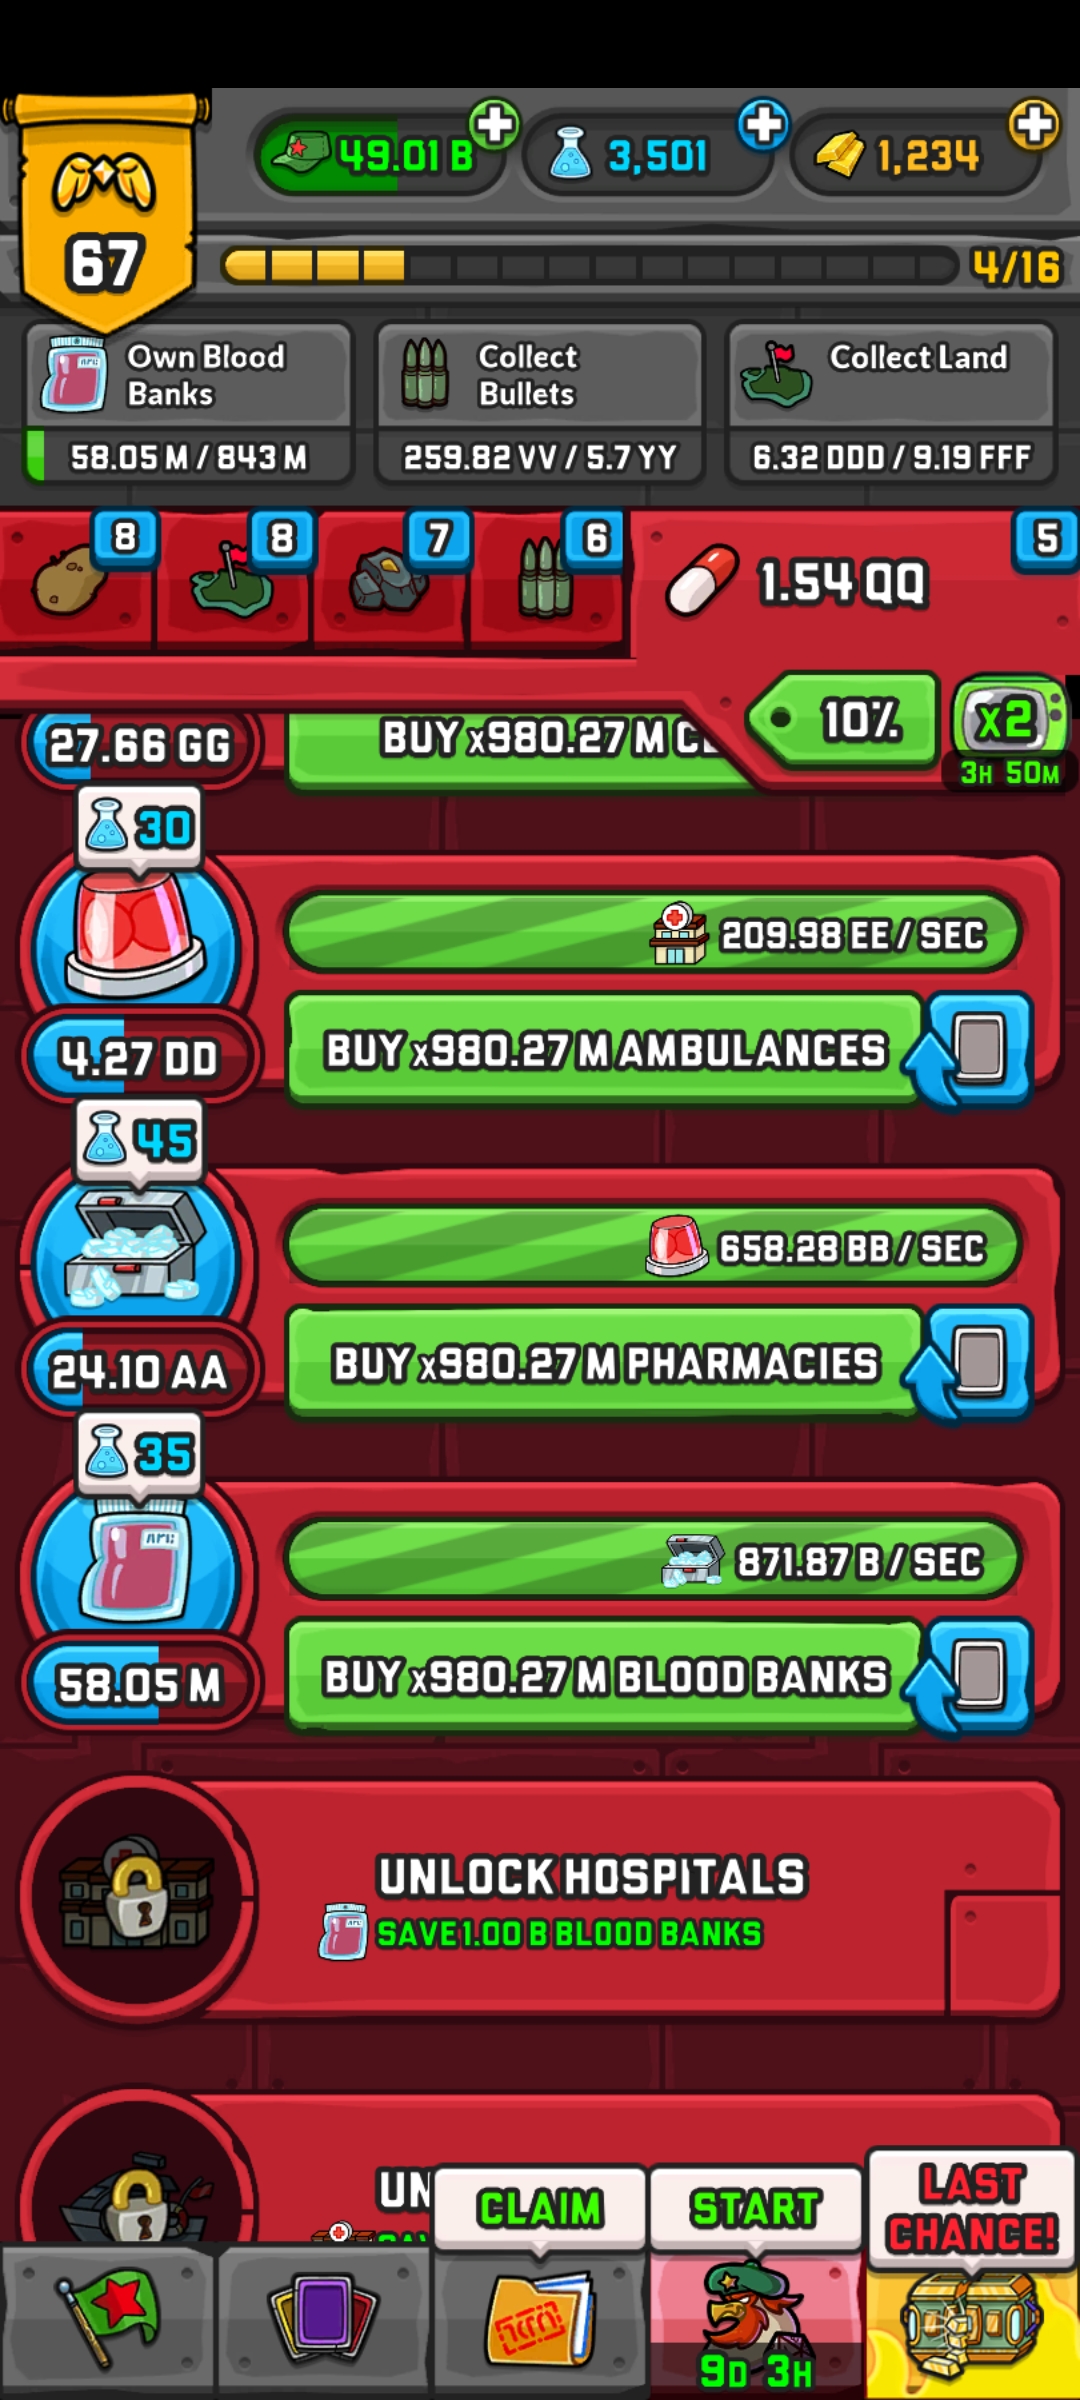 49.01 B
3,501
1,234
67
4/16
Own Blood
Banks
58.05 M / 843 M
Collect
Bullets
259.82 VV / 5.7 YY
Collect Land
6.32 DDD / 9.19 FFF
8
8
7
6
5
1.54 QQ
10%
x2
3H 50M
27.66 GG
BUY x980.27 M
30
209.98 EE / SEC
4.27 DD
BUY x980.27 M AMBULANCES
45
658.28 BB / SEC
24.10 AA
BUY x980.27 M PHARMACIES
35
871.87 B / SEC
58.05 M
BUY x980.27 M BLOOD BANKS
UNLOCK HOSPITALS
SAVE 1.00 B BLOOD BANKS
UN
CLAIM
START
LAST
CHANCE!
9D 3H